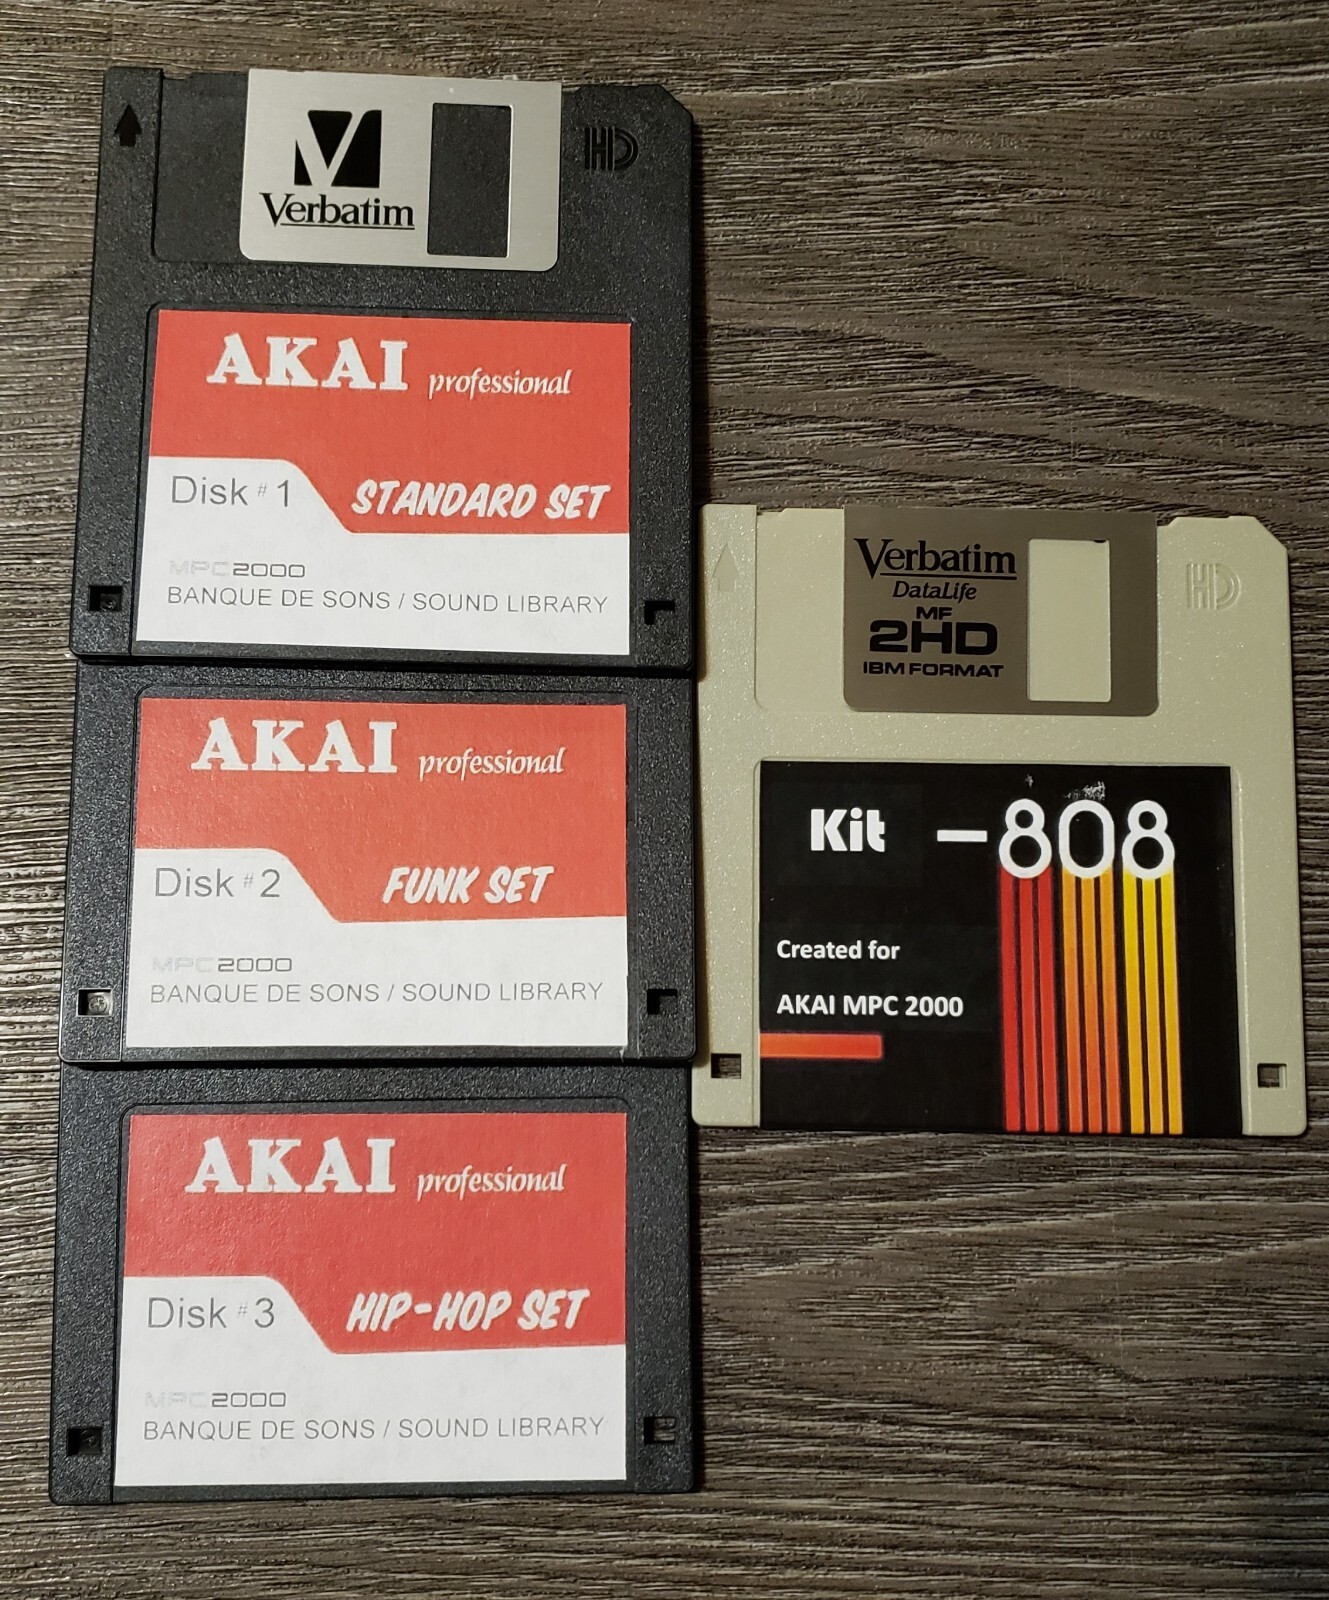 HD
Verbatim
AKAI professional
Disk #1
STANDARD SET
MPC2000
BANQUE DE SONS / SOUND LIBRARY
AKAI professional
Disk #2
FUNK SET
MPC2000
BANQUE DE SONS / SOUND LIBRARY
AKAI professional
Disk #3
HIP-HOP SET
MPC2000
BANQUE DE SONS / SOUND LIBRARY
HD
Verbatim
DataLife
MF
2HD
IBM FORMAT
Kit -808
Created for
AKAI MPC 2000